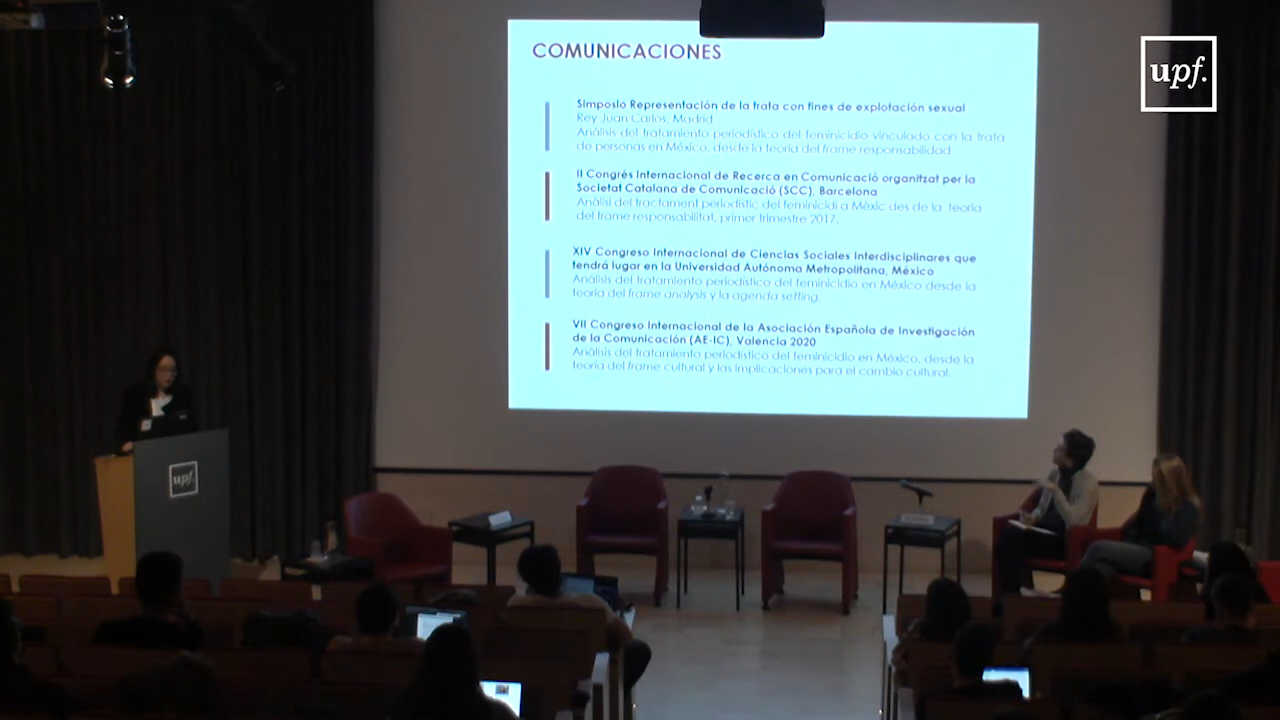 COMUNICACIONES
upf.
Simposio Representación de la trata con fines de explotación sexual
Rey Juan Carlos, Madrid
Análisis del tratamiento periodístico del feminicidio vinculado con la trata
de personas en México, desde la teoría del frame responsabilidad
II Congrés Internacional de Recerca en Comunicació organitzat per la
Societat Catalana de Comunicació (SCC), Barcelona
Anàlisi del tractament periodístic del feminicidi a Mèxic des de la teoria
del frame responsabilitat, primer trimestre 2017.
XIV Congreso Internacional de Ciencias Sociales Interdisciplinares que
tendrá lugar en la Universidad Autónoma Metropolitana, México
Análisis del tratamiento periodístico del feminicidio en México desde la
teoría del frame analysis y la agenda setting.
VII Congreso Internacional de la Asociación Española de Investigación
de la Comunicación (AE-IC), Valencia 2020
Análisis del tratamiento periodístico del feminicidio en México, desde la
teoría del frame cultural y las implicaciones para el cambio cultural.
upf.